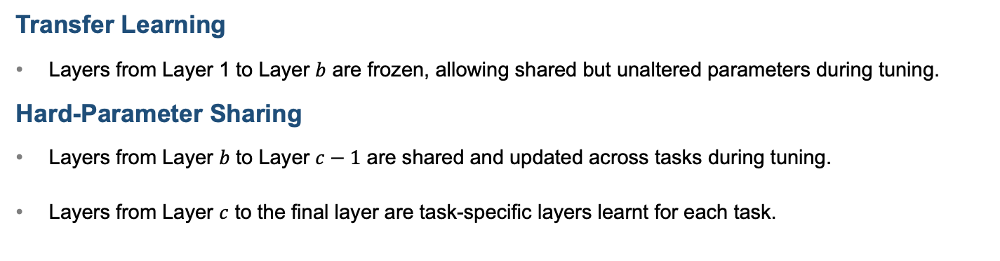 Transfer Learning
• Layers from Layer 1 to Layer b are frozen, allowing shared but unaltered parameters during tuning.
Hard-Parameter Sharing
• Layers from Layer b to Layer c − 1 are shared and updated across tasks during tuning.
• Layers from Layer c to the final layer are task-specific layers learnt for each task.